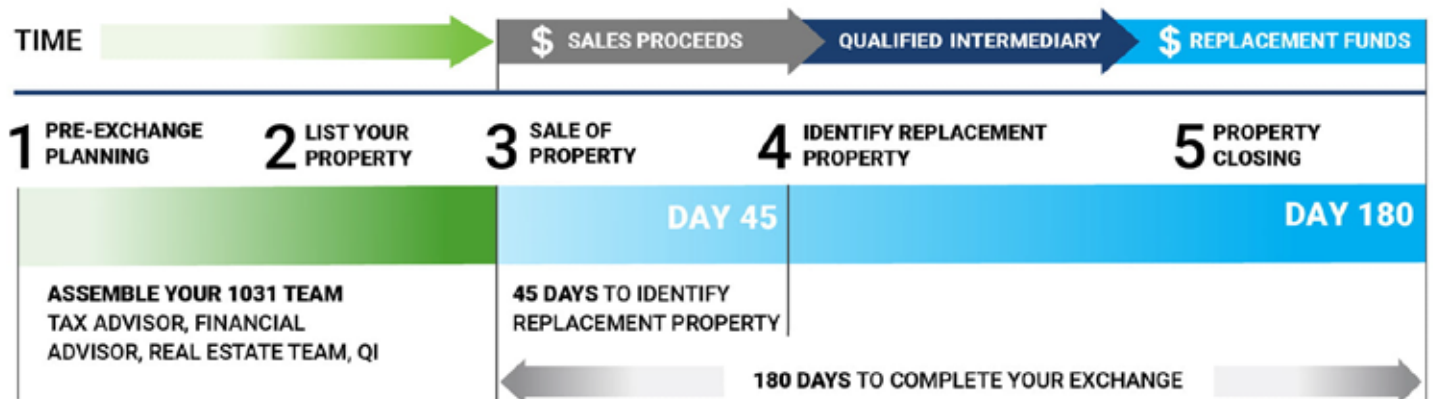 TIME
$ SALES PROCEEDS
QUALIFIED INTERMEDIARY
$ REPLACEMENT FUNDS
1 PRE-EXCHANGE
PLANNING
2 LIST YOUR
PROPERTY
3 SALE OF
PROPERTY
4 IDENTIFY REPLACEMENT
PROPERTY
5 PROPERTY
CLOSING
DAY 45
DAY 180
ASSEMBLE YOUR 1031 TEAM
TAX ADVISOR, FINANCIAL
ADVISOR, REAL ESTATE TEAM, QI
45 DAYS TO IDENTIFY
REPLACEMENT PROPERTY
180 DAYS TO COMPLETE YOUR EXCHANGE